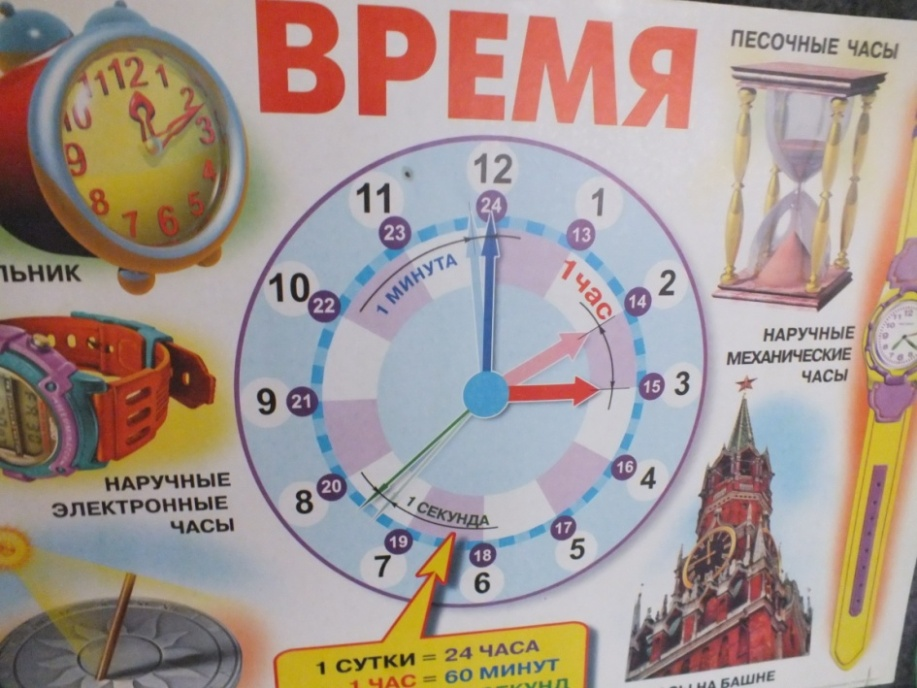 ВРЕМЯ
ПЕСОЧНЫЕ ЧАСЫ
12
1
2
3
4
5
6
7
8
9
10
11
24
13
14
15
16
17
18
19
20
21
22
23
1 МИНУТА
1 час
1 СЕКУНДА
11 12 1
2
3
4
5
6
7
8
9
10
ЛЬНИК
НАРУЧНЫЕ
ЭЛЕКТРОННЫЕ
ЧАСЫ
НАРУЧНЫЕ
МЕХАНИЧЕСКИЕ
ЧАСЫ
1 СУТКИ = 24 ЧАСА
1 ЧАС = 60 МИНУТ
НА БАШНЕ